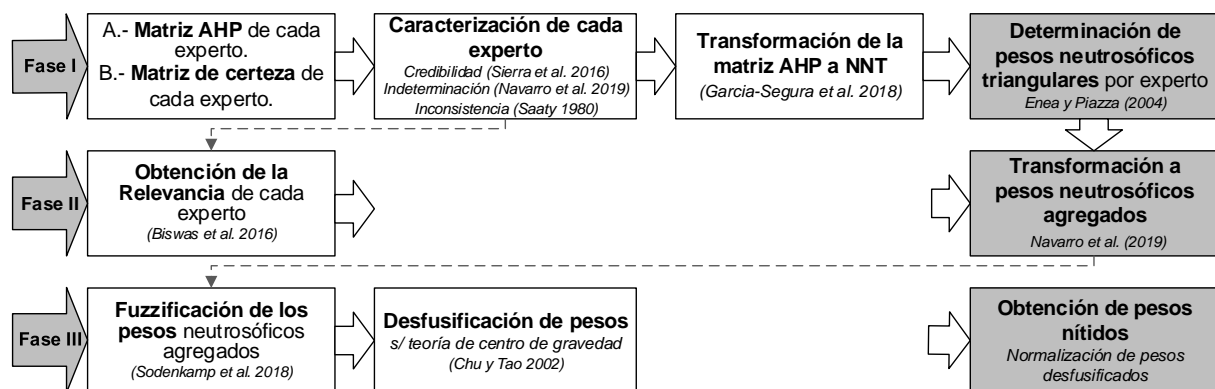 Fase I
A.- Matriz AHP de cada
experto.
B.- Matriz de certeza de
cada experto.
Caracterización de cada
experto
Credibilidad (Sierra et al. 2016)
Indeterminación (Navarro et al. 2019)
Inconsistencia (Saaty 1980)
Transformación de la
matriz AHP a NNT
(Garcia-Segura et al. 2018)
Determinación de
pesos neutrosóficos
triangulares por experto
Enea y Piazza (2004)
Fase II
Obtención de la
Relevancia de cada
experto
(Biswas et al. 2016)
Transformación a
pesos neutrosóficos
agregados
Navarro et al. (2019)
Fase III
Fuzzificación de los
pesos neutrosóficos
agregados
(Sodenkamp et al. 2018)
Desfusificación de pesos
s/ teoría de centro de gravedad
(Chu y Tao 2002)
Obtención de pesos
nítidos
Normalización de pesos
desfusificados